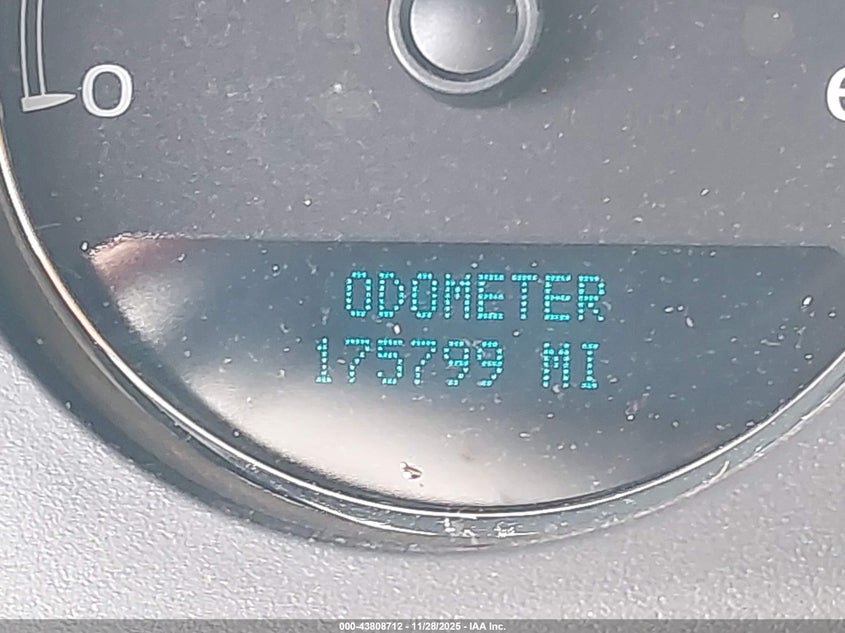 0
ODOMETER
175799 MI
000-43808712 - 11/28/2025 - IAA Inc.